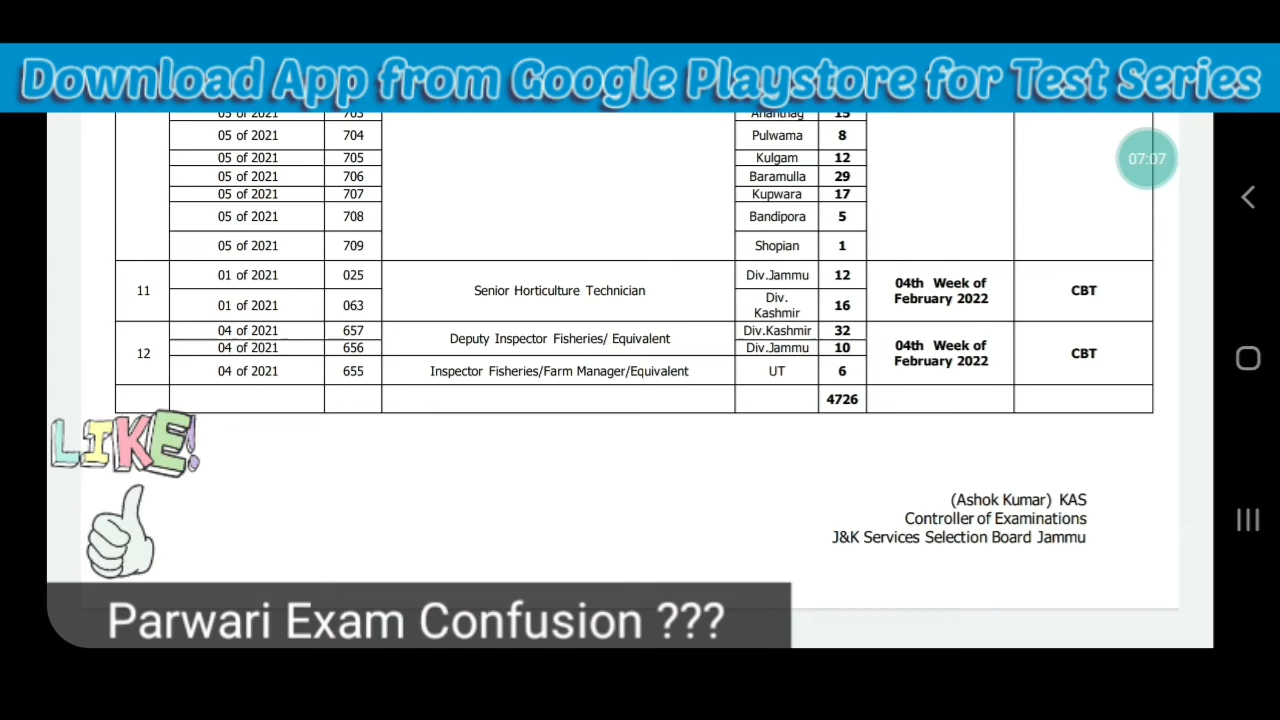 Download App from Google Playstore for Test Series
05 of 2021 703 Ananthag 15
05 of 2021 704 Pulwama 8
07:07
05 of 2021 705 Kulgam 12
05 of 2021 706 Baramulla 29
05 of 2021 707 Kupwara 17
05 of 2021 708 Bandipora 5
05 of 2021 709 Shopian 1
11 01 of 2021 025 Senior Horticulture Technician Div.Jammu 12 04th Week of February 2022 CBT
01 of 2021 063 Div. Kashmir 16
12 04 of 2021 657 Deputy Inspector Fisheries/ Equivalent Div.Kashmir 32 04th Week of February 2022 CBT
04 of 2021 656 Div.Jammu 10
04 of 2021 655 Inspector Fisheries/Farm Manager/Equivalent UT 6
4726
LIKE!
(Ashok Kumar) KAS
Controller of Examinations
J&K Services Selection Board Jammu
Parwari Exam Confusion ???